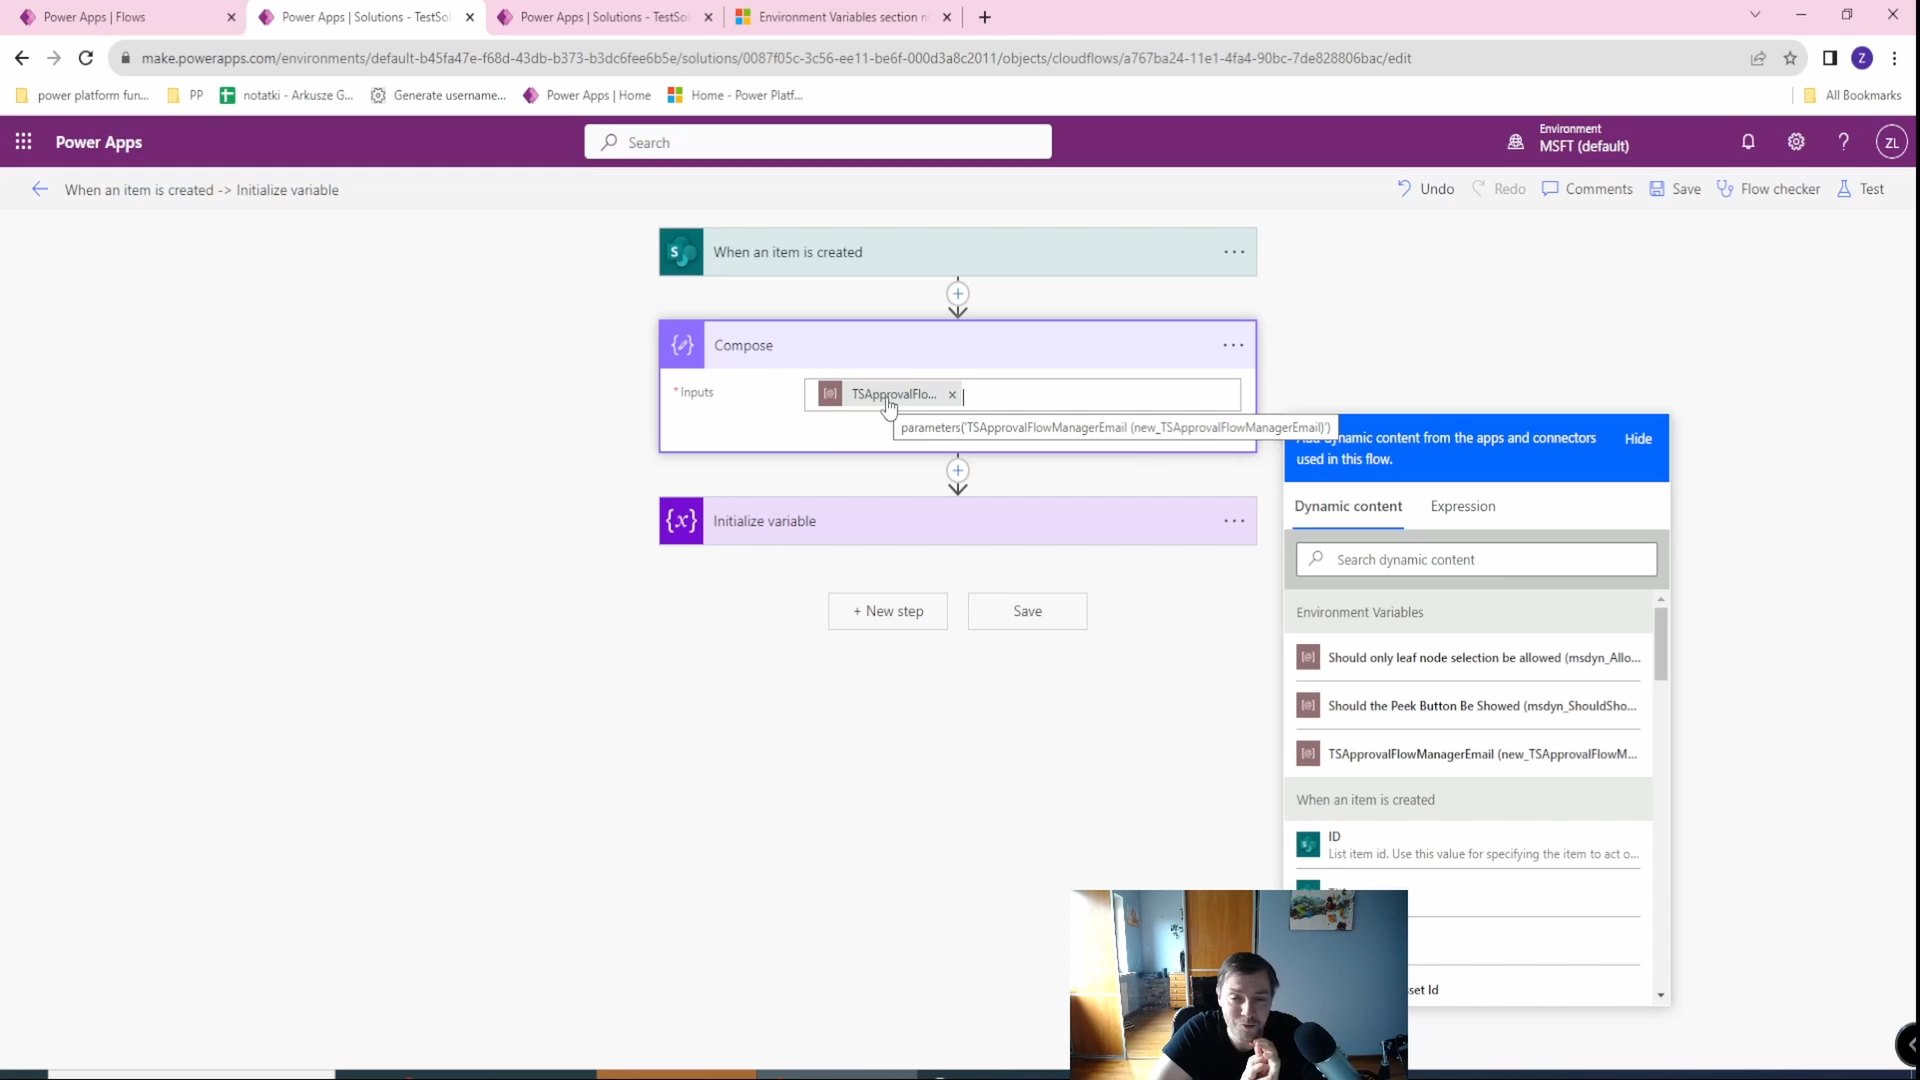 Power Apps | Flows
Power Apps | Solutions - TestSol
Power Apps | Solutions - TestSol
Environment Variables section n
make.powerapps.com/environments/default-b45fa47e-f68d-43db-b373-b3dc6fee6b5e/solutions/0087f05c-3c56-ee11-be6f-000d3a8c2011/objects/cloudflows/a767ba24-11e1-4fa4-90bc-7de828806bac/edit
Z
power platform fun...
PP
notatki - Arkusze G...
Generate username...
Power Apps | Home
Home - Power Platf...
All Bookmarks
Power Apps
Search
Environment
MSFT (default)
ZL
When an item is created -> Initialize variable
Undo
Redo
Comments
Save
Flow checker
Test
When an item is created
Compose
*Inputs
TSApprovalFlo...
parameters('TSApprovalFlowManagerEmail (new_TSApprovalFlowManagerEmail)')
Initialize variable
+ New step
Save
Add dynamic content from the apps and connectors
used in this flow.
Hide
Dynamic content
Expression
Search dynamic content
Environment Variables
Should only leaf node selection be allowed (msdyn_Allo...
Should the Peek Button Be Showed (msdyn_ShouldSho...
TSApprovalFlowManagerEmail (new_TSApprovalFlowM...
When an item is created
ID
List item id. Use this value for specifying the item to act o...
set Id